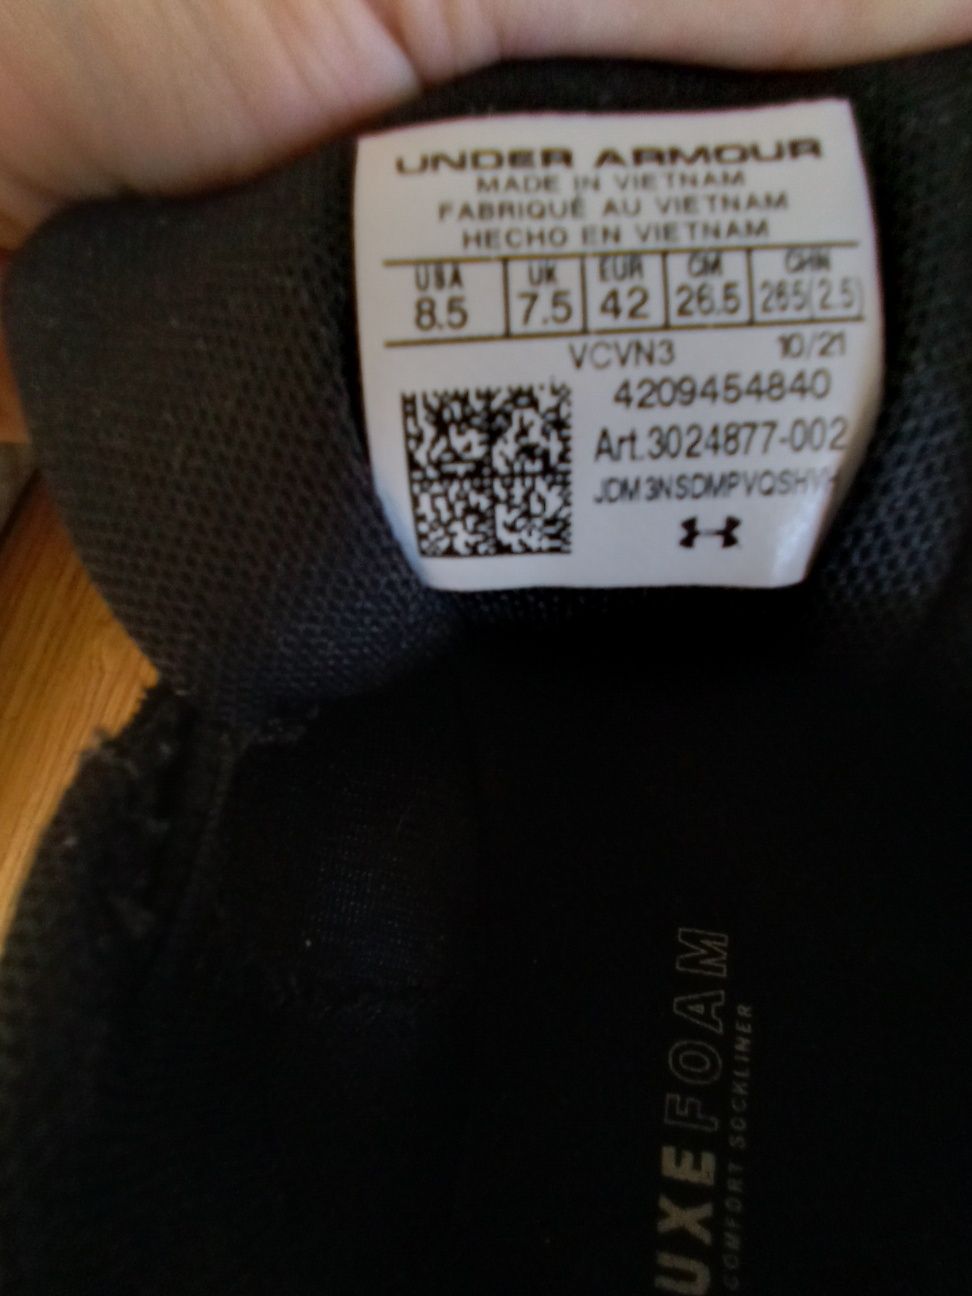 UNDER ARMOUR
MADE IN VIETNAM
FABRIQUÉ AU VIETNAM
HECHO EN VIETNAM
USA UK EUR CM CHN
8.5 7.5 42 26.5 265 2.5
VCVN3 10/21
4209454840
Art.3024877-002
UXEFOAM
COMFORT SOCKLINER